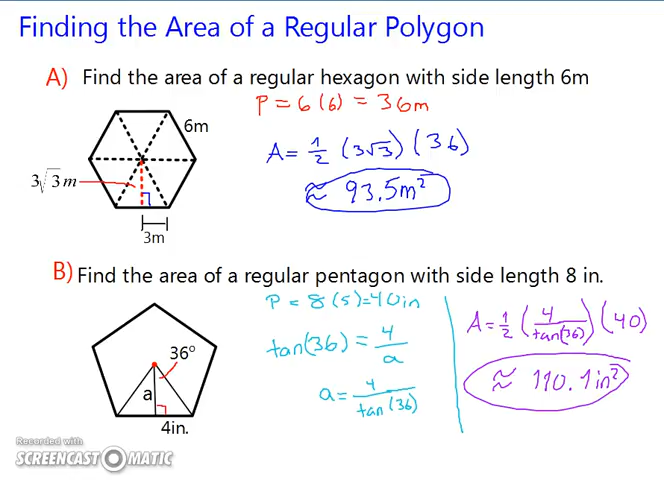 Finding the Area of a Regular Polygon
A) Find the area of a regular hexagon with side length 6m
P = 6 (6) = 36m
6m
A = 1/2 (3√3) (36)
3√3 m
≈ 93.5m²
3m
B) Find the area of a regular pentagon with side length 8 in.
P = 8 (5) = 40in
A = 1/2 (4/tan(36)) (40)
tan(36) = 4/a
36°
≈ 110.1in²
a
a = 4/tan(36)
4in.
Recorded with
SCREENCAST O MATIC